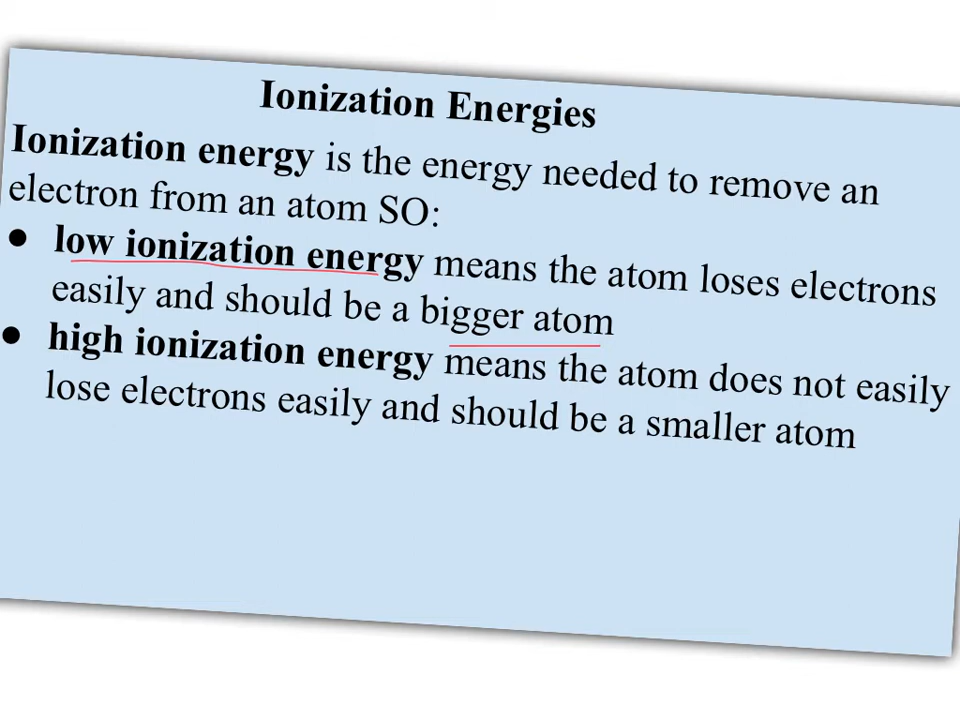 Ionization Energies
Ionization energy is the energy needed to remove an
electron from an atom SO:
● low ionization energy means the atom loses electrons
easily and should be a bigger atom
● high ionization energy means the atom does not easily
lose electrons easily and should be a smaller atom